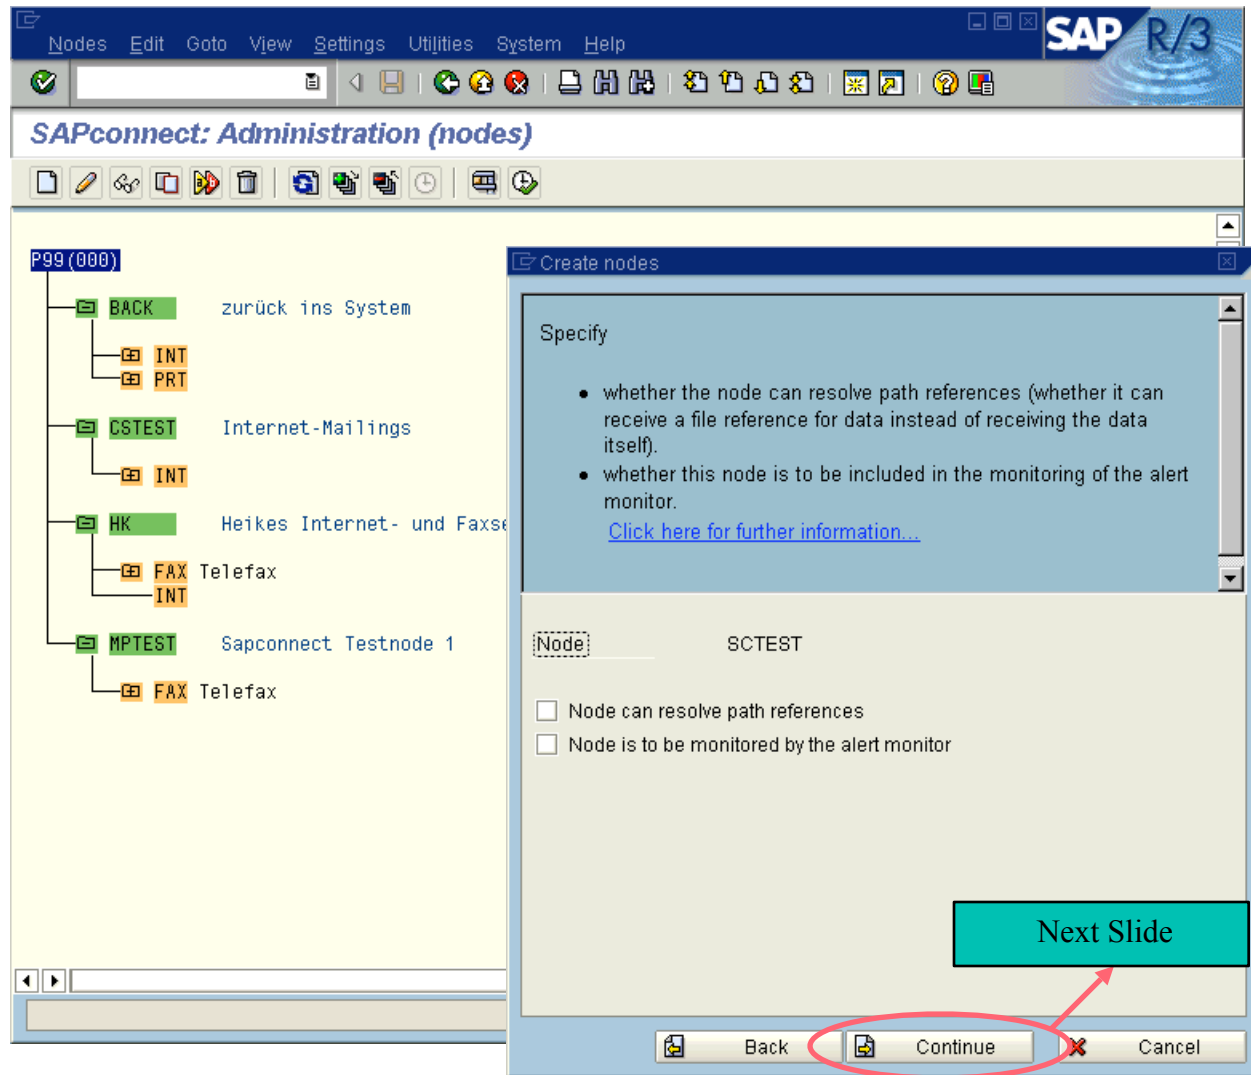 Nodes Edit Goto View Settings Utilities System Help
SAP R/3
SAPconnect: Administration (nodes)
P99(000)
BACK zurück ins System
INT
PRT
CSTEST Internet-Mailings
INT
HK Heikes Internet- und Faxse
FAX Telefax
INT
MPTEST Sapconnect Testnode 1
FAX Telefax
Create nodes
Specify
• whether the node can resolve path references (whether it can
receive a file reference for data instead of receiving the data
itself).
• whether this node is to be included in the monitoring of the alert
monitor.
Click here for further information...
Node SCTEST
Node can resolve path references
Node is to be monitored by the alert monitor
Next Slide
Back Continue Cancel